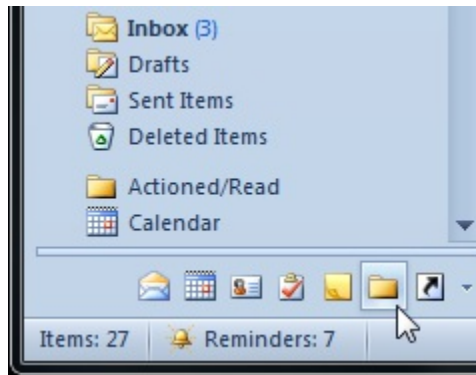 Inbox (3)
Drafts
Sent Items
Deleted Items
Actioned/Read
Calendar
Items: 27 Reminders: 7